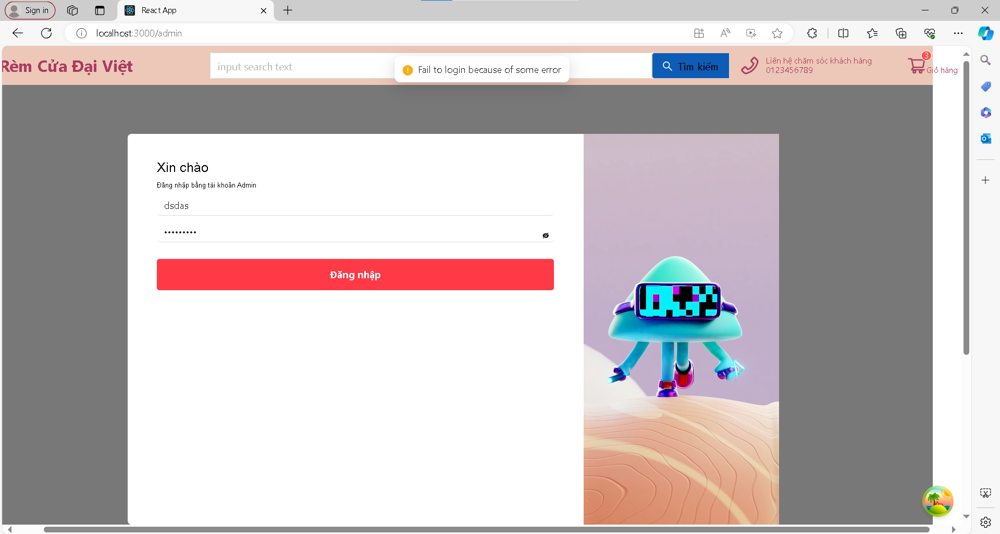 Sign in
React App
localhost:3000/admin
Rèm Cửa Đại Việt
input search text
Fail to login because of some error
Tìm kiếm
Liên hệ chăm sóc khách hàng
0123456789
3
Giỏ hàng
Xin chào
Đăng nhập bằng tài khoản Admin
dsdas
•••••••••
Đăng nhập